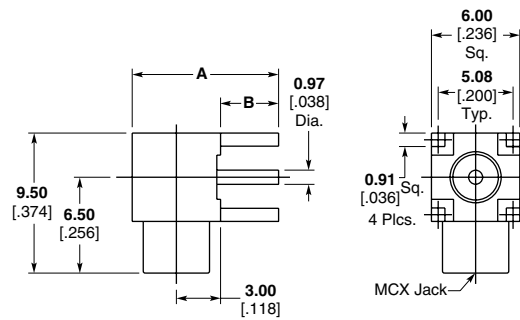 6.00
[.236]
Sq.
A
B
0.97
[.038]
Dia.
5.08
[.200]
Typ.
9.50
[.374]
6.50
[.256]
0.91
[.036]
Sq.
4 Plcs.
3.00
[.118]
MCX Jack